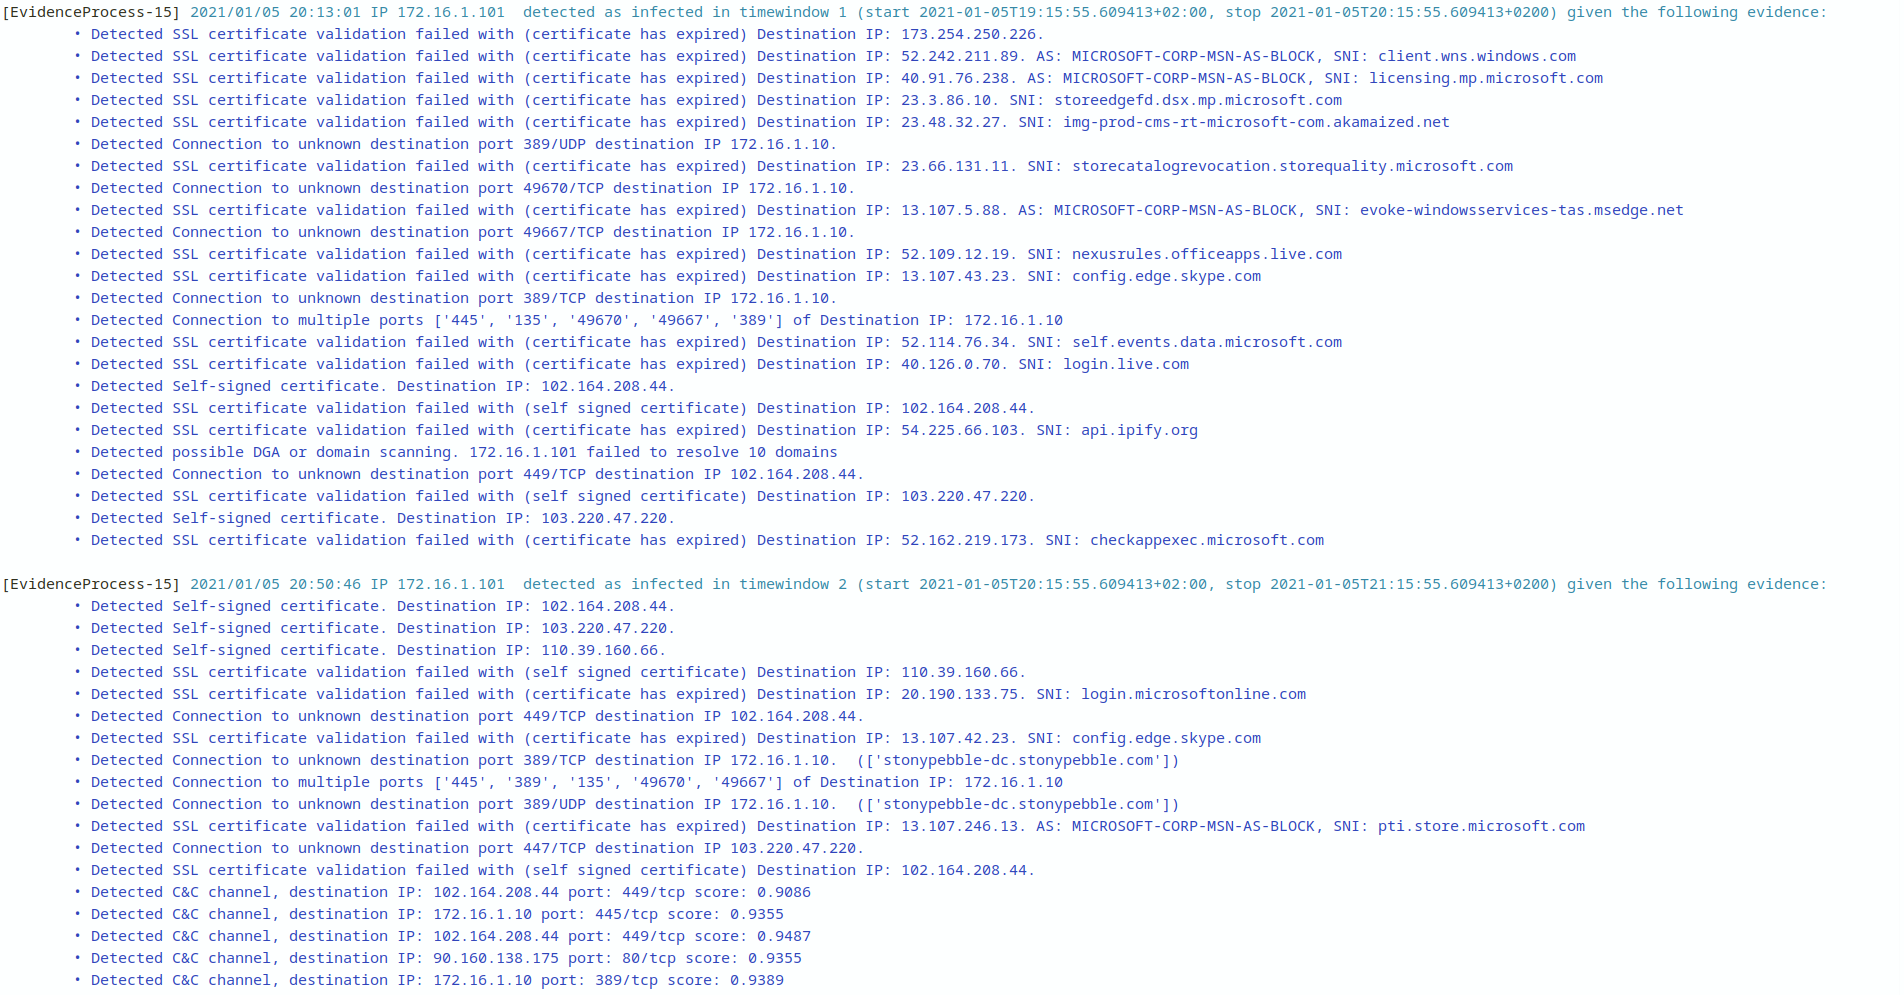 [EvidenceProcess-15] 2021/01/05 20:13:01 IP 172.16.1.101  detected as infected in timewindow 1 (start 2021-01-05T19:15:55.609413+02:00, stop 2021-01-05T20:15:55.609413+0200) given the following evidence:
• Detected SSL certificate validation failed with (certificate has expired) Destination IP: 173.254.250.226.
• Detected SSL certificate validation failed with (certificate has expired) Destination IP: 52.242.211.89. AS: MICROSOFT-CORP-MSN-AS-BLOCK, SNI: client.wns.windows.com
• Detected SSL certificate validation failed with (certificate has expired) Destination IP: 40.91.76.238. AS: MICROSOFT-CORP-MSN-AS-BLOCK, SNI: licensing.mp.microsoft.com
• Detected SSL certificate validation failed with (certificate has expired) Destination IP: 23.3.86.10. SNI: storeedgefd.dsx.mp.microsoft.com
• Detected SSL certificate validation failed with (certificate has expired) Destination IP: 23.48.32.27. SNI: img-prod-cms-rt-microsoft-com.akamaized.net
• Detected Connection to unknown destination port 389/UDP destination IP 172.16.1.10.
• Detected SSL certificate validation failed with (certificate has expired) Destination IP: 23.66.131.11. SNI: storecatalogrevocation.storequality.microsoft.com
• Detected Connection to unknown destination port 49670/TCP destination IP 172.16.1.10.
• Detected SSL certificate validation failed with (certificate has expired) Destination IP: 13.107.5.88. AS: MICROSOFT-CORP-MSN-AS-BLOCK, SNI: evoke-windowsservices-tas.msedge.net
• Detected Connection to unknown destination port 49667/TCP destination IP 172.16.1.10.
• Detected SSL certificate validation failed with (certificate has expired) Destination IP: 52.109.12.19. SNI: nexusrules.officeapps.live.com
• Detected SSL certificate validation failed with (certificate has expired) Destination IP: 13.107.43.23. SNI: config.edge.skype.com
• Detected Connection to unknown destination port 389/TCP destination IP 172.16.1.10.
• Detected Connection to multiple ports ['445', '135', '49670', '49667', '389'] of Destination IP: 172.16.1.10
• Detected SSL certificate validation failed with (certificate has expired) Destination IP: 52.114.76.34. SNI: self.events.data.microsoft.com
• Detected SSL certificate validation failed with (certificate has expired) Destination IP: 40.126.0.70. SNI: login.live.com
• Detected Self-signed certificate. Destination IP: 102.164.208.44.
• Detected SSL certificate validation failed with (self signed certificate) Destination IP: 102.164.208.44.
• Detected SSL certificate validation failed with (certificate has expired) Destination IP: 54.225.66.103. SNI: api.ipify.org
• Detected possible DGA or domain scanning. 172.16.1.101 failed to resolve 10 domains
• Detected Connection to unknown destination port 449/TCP destination IP 102.164.208.44.
• Detected SSL certificate validation failed with (self signed certificate) Destination IP: 103.220.47.220.
• Detected Self-signed certificate. Destination IP: 103.220.47.220.
• Detected SSL certificate validation failed with (certificate has expired) Destination IP: 52.162.219.173. SNI: checkappexec.microsoft.com
[EvidenceProcess-15] 2021/01/05 20:50:46 IP 172.16.1.101  detected as infected in timewindow 2 (start 2021-01-05T20:15:55.609413+02:00, stop 2021-01-05T21:15:55.609413+0200) given the following evidence:
• Detected Self-signed certificate. Destination IP: 102.164.208.44.
• Detected Self-signed certificate. Destination IP: 103.220.47.220.
• Detected Self-signed certificate. Destination IP: 110.39.160.66.
• Detected SSL certificate validation failed with (self signed certificate) Destination IP: 110.39.160.66.
• Detected SSL certificate validation failed with (certificate has expired) Destination IP: 20.190.133.75. SNI: login.microsoftonline.com
• Detected Connection to unknown destination port 449/TCP destination IP 102.164.208.44.
• Detected SSL certificate validation failed with (certificate has expired) Destination IP: 13.107.42.23. SNI: config.edge.skype.com
• Detected Connection to unknown destination port 389/TCP destination IP 172.16.1.10.  (['stonypebble-dc.stonypebble.com'])
• Detected Connection to multiple ports ['445', '389', '135', '49670', '49667'] of Destination IP: 172.16.1.10
• Detected Connection to unknown destination port 389/UDP destination IP 172.16.1.10.  (['stonypebble-dc.stonypebble.com'])
• Detected SSL certificate validation failed with (certificate has expired) Destination IP: 13.107.246.13. AS: MICROSOFT-CORP-MSN-AS-BLOCK, SNI: pti.store.microsoft.com
• Detected Connection to unknown destination port 447/TCP destination IP 103.220.47.220.
• Detected SSL certificate validation failed with (self signed certificate) Destination IP: 102.164.208.44.
• Detected C&C channel, destination IP: 102.164.208.44 port: 449/tcp score: 0.9086
• Detected C&C channel, destination IP: 172.16.1.10 port: 445/tcp score: 0.9355
• Detected C&C channel, destination IP: 102.164.208.44 port: 449/tcp score: 0.9487
• Detected C&C channel, destination IP: 90.160.138.175 port: 80/tcp score: 0.9355
• Detected C&C channel, destination IP: 172.16.1.10 port: 389/tcp score: 0.9389